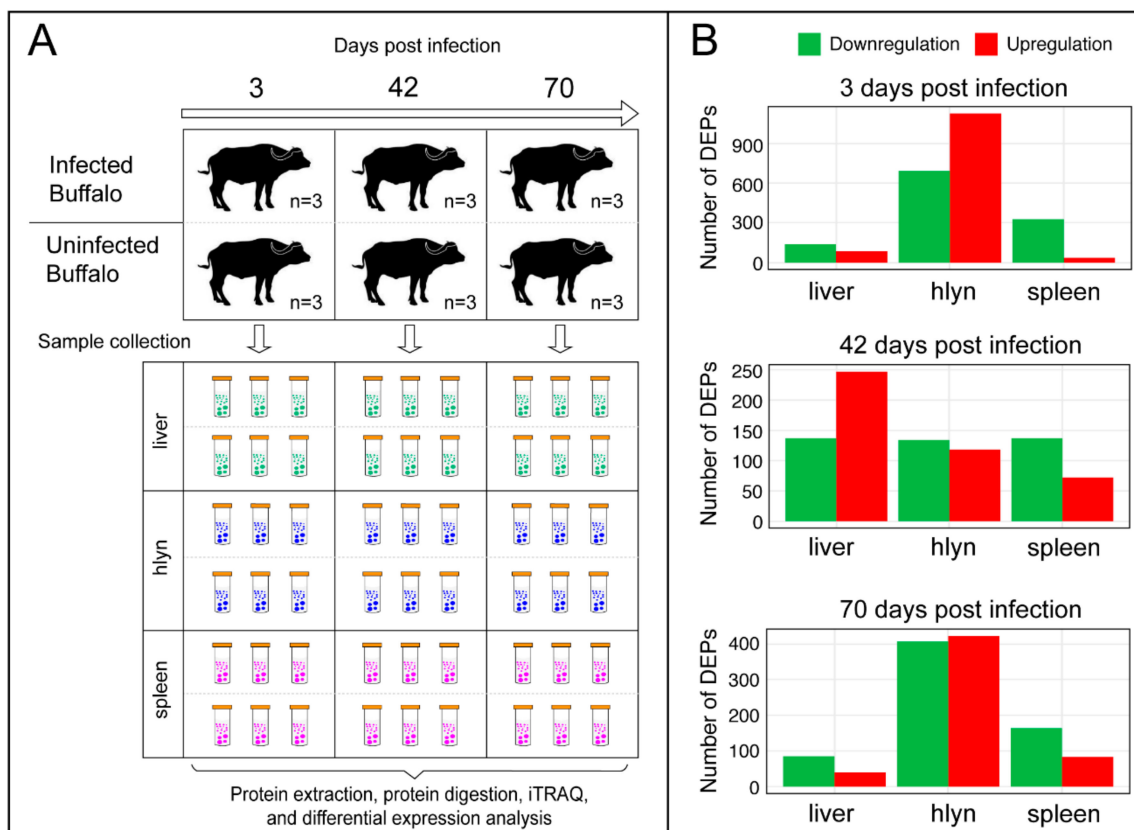 A
Days post infection
3 42 70
Infected
Buffalo
n=3 n=3 n=3
Uninfected
Buffalo
n=3 n=3 n=3
Sample collection
liver
hlyn
spleen
Protein extraction, protein digestion, iTRAQ,
and differential expression analysis
B
Downregulation Upregulation
3 days post infection
Number of DEPs
900
600
300
0
liver hlyn spleen
42 days post infection
Number of DEPs
250
200
150
100
50
0
liver hlyn spleen
70 days post infection
Number of DEPs
400
300
200
100
0
liver hlyn spleen